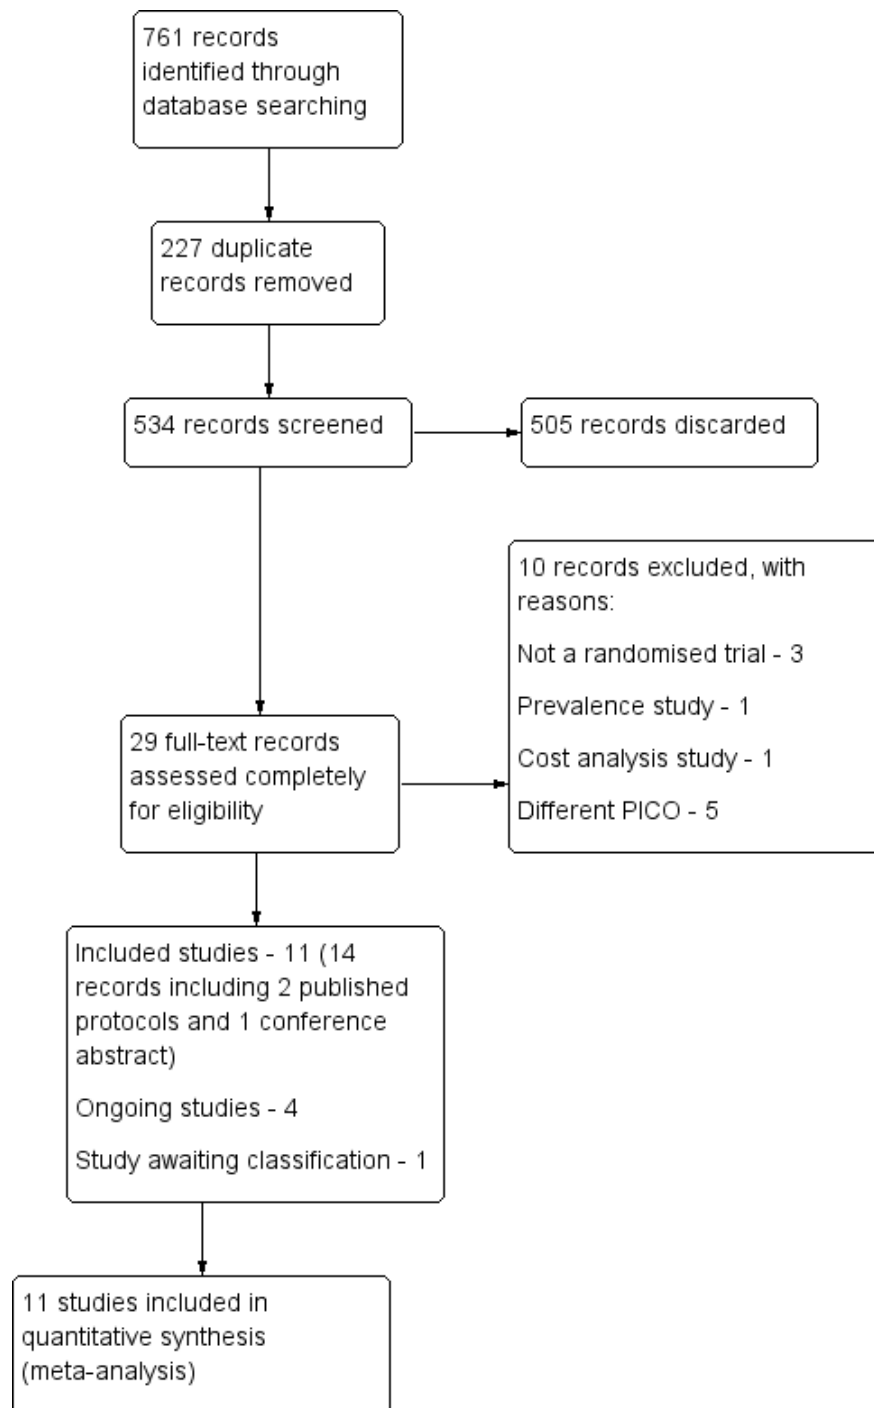 761 records
identified through
database searching
227 duplicate
records removed
534 records screened
505 records discarded
10 records excluded, with
reasons:
Not a randomised trial - 3
Prevalence study - 1
Cost analysis study - 1
Different PICO - 5
29 full-text records
assessed completely
for eligibility
Included studies - 11 (14
records including 2 published
protocols and 1 conference
abstract)
Ongoing studies - 4
Study awaiting classification - 1
11 studies included in
quantitative synthesis
(meta-analysis)